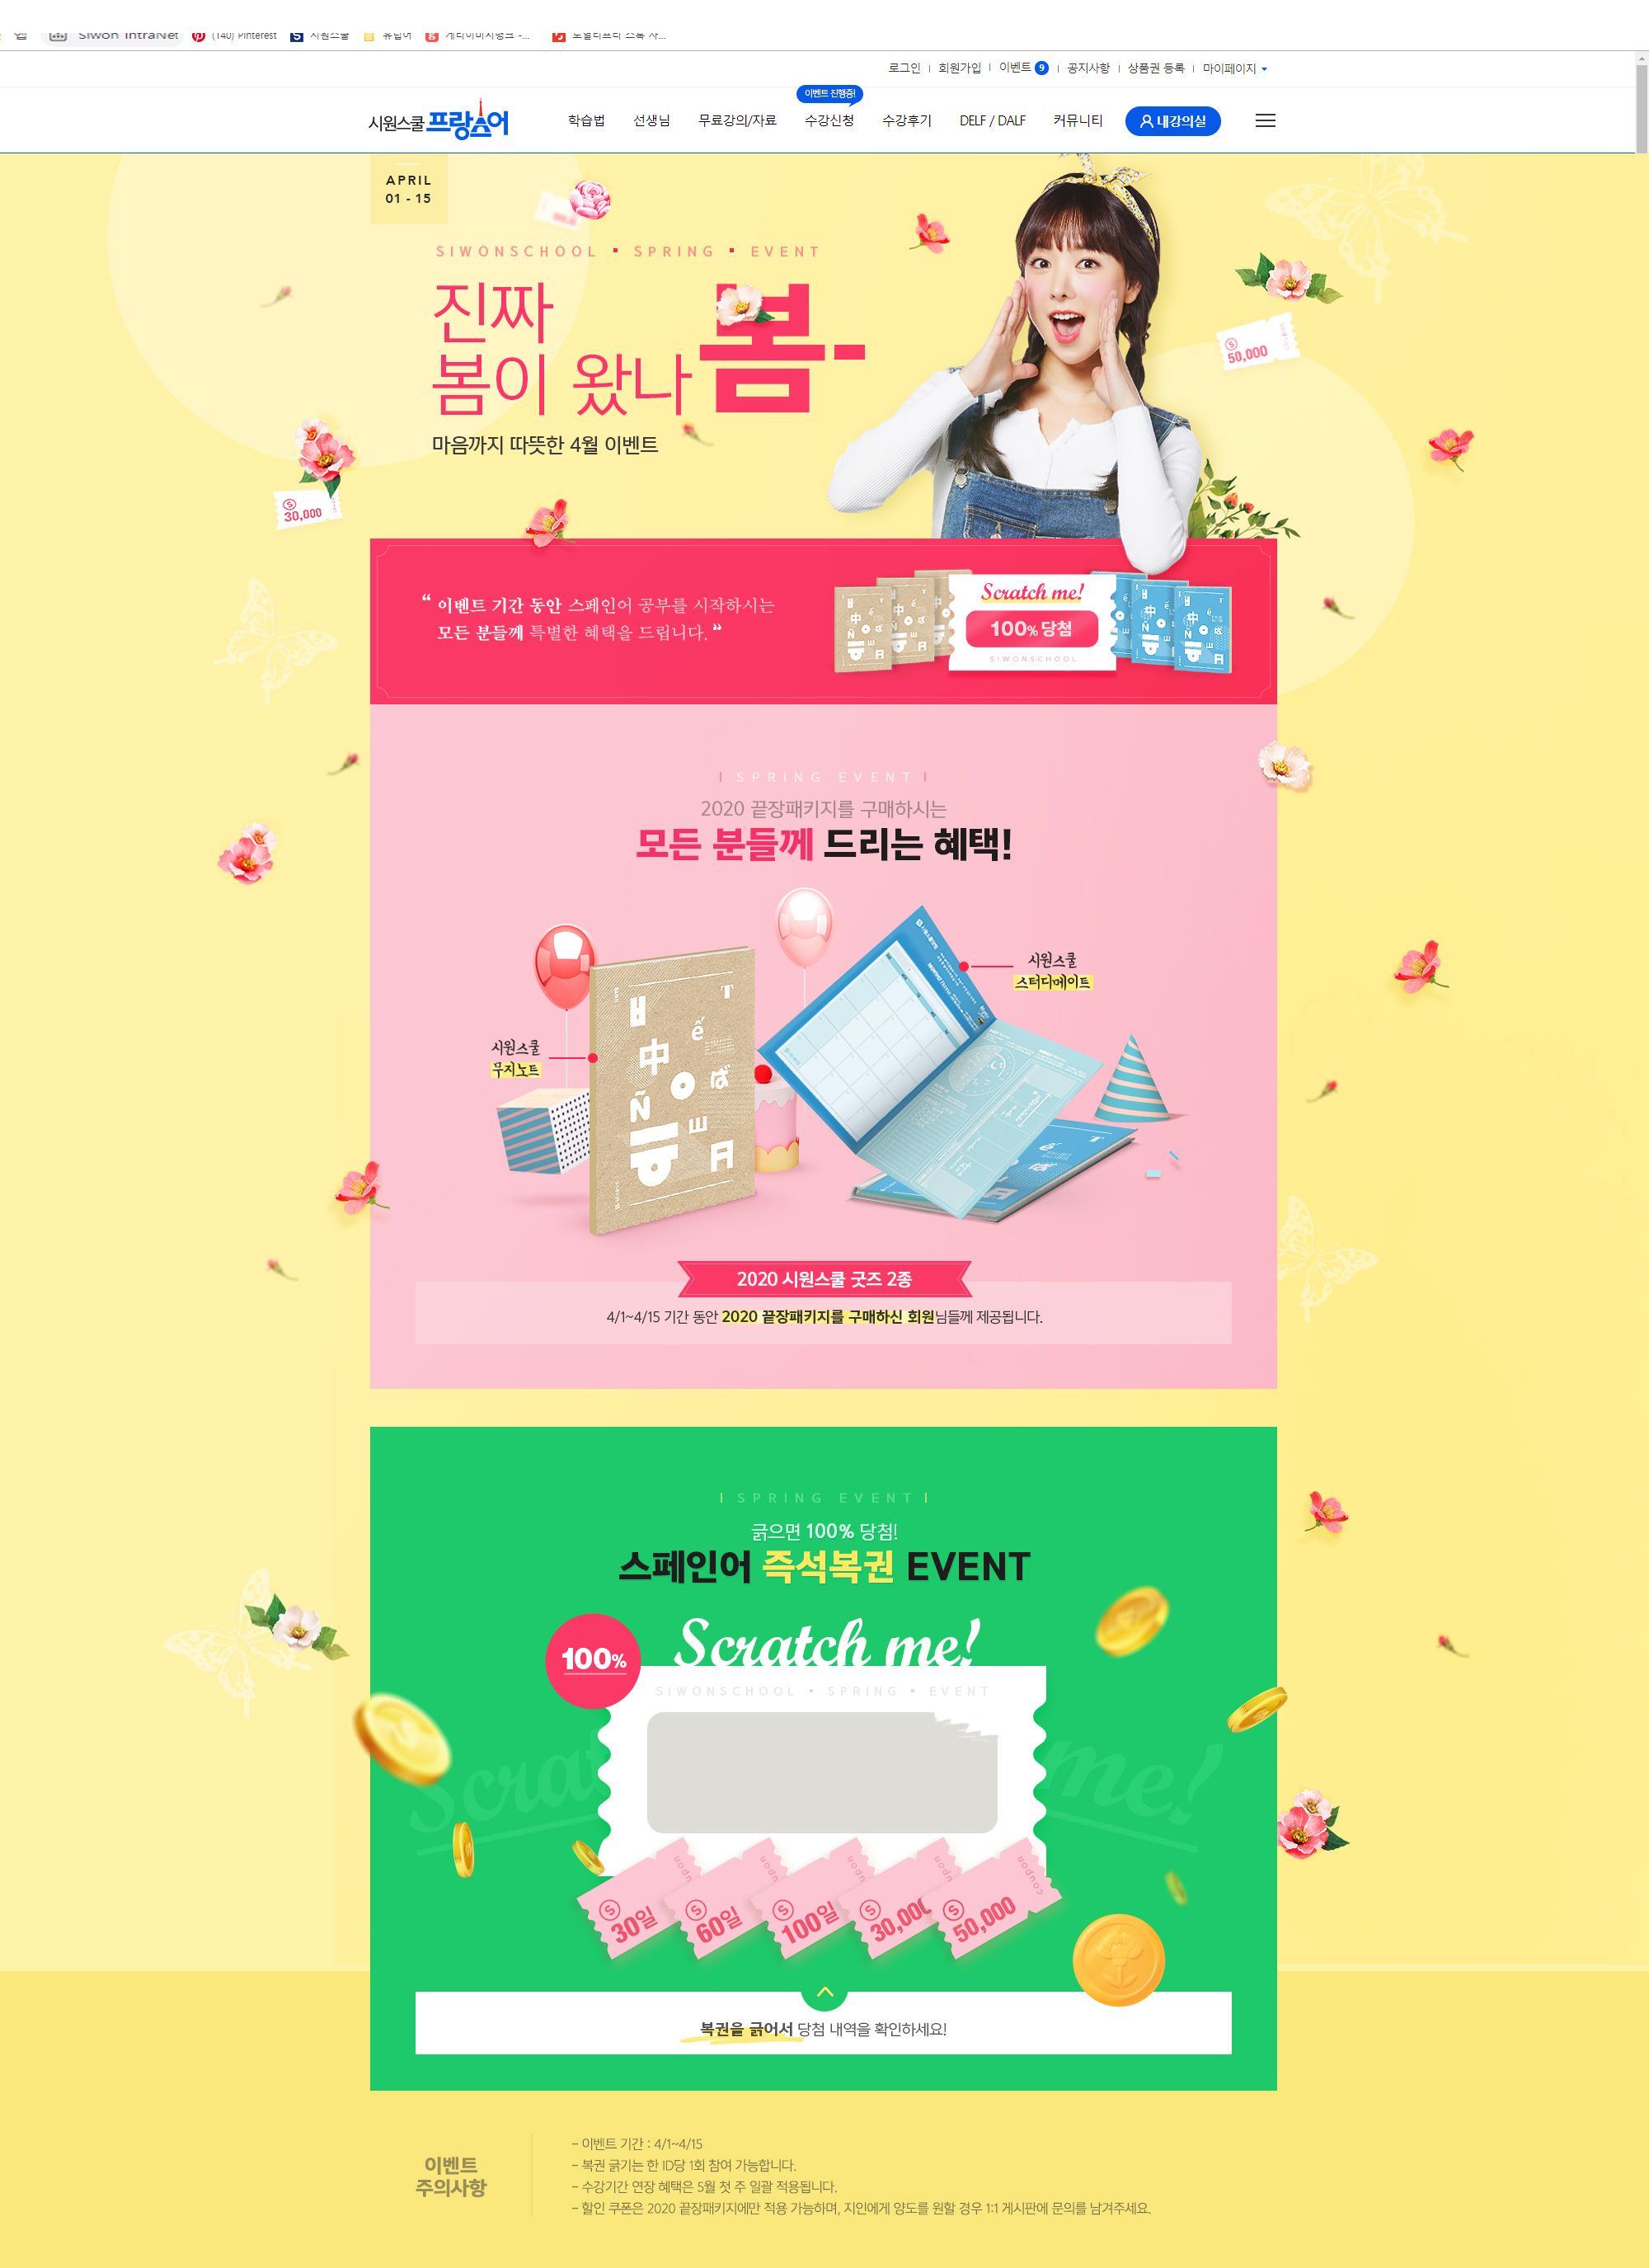 Siwon IntraNet
(140) Pinterest
시원스쿨
로그인
회원가입
이벤트 9
공지사항
상품권 등록
마이페이지
이벤트 진행중!
시원스쿨 프랑스어
학습법
선생님
무료강의/자료
수강신청
수강후기
DELF / DALF
커뮤니티
내강의실
APRIL
01 - 15
SIWONSCHOOL ▪ SPRING ▪ EVENT
진짜
봄이 왔나봄-
마음까지 따뜻한 4월 이벤트
50,000
30,000
“ 이벤트 기간 동안 스페인어 공부를 시작하시는
모든 분들께 특별한 혜택을 드립니다. ”
Scratch me!
100% 당첨
SIWONSCHOOL
SPRING EVENT
2020 끝장패키지를 구매하시는
모든 분들께 드리는 혜택!
시원스쿨
스터디메이트
시원스쿨
무지노트
2020 시원스쿨 굿즈 2종
4/1~4/15 기간 동안 2020 끝장패키지를 구매하신 회원님들께 제공됩니다.
SPRING EVENT
긁으면 100% 당첨!
스페인어 즉석복권 EVENT
100%
Scratch me!
SIWONSCHOOL ▪ SPRING ▪ EVENT
Scratch me!
30일
60일
100일
30,000
50,000
coupon
복권을 긁어서 당첨 내역을 확인하세요!
이벤트
주의사항
– 이벤트 기간 : 4/1~4/15
– 복권 긁기는 한 ID당 1회 참여 가능합니다.
– 수강기간 연장 혜택은 5월 첫 주 일괄 적용됩니다.
– 할인 쿠폰은 2020 끝장패키지에만 적용 가능하며, 지인에게 양도를 원할 경우 1:1 게시판에 문의를 남겨주세요.